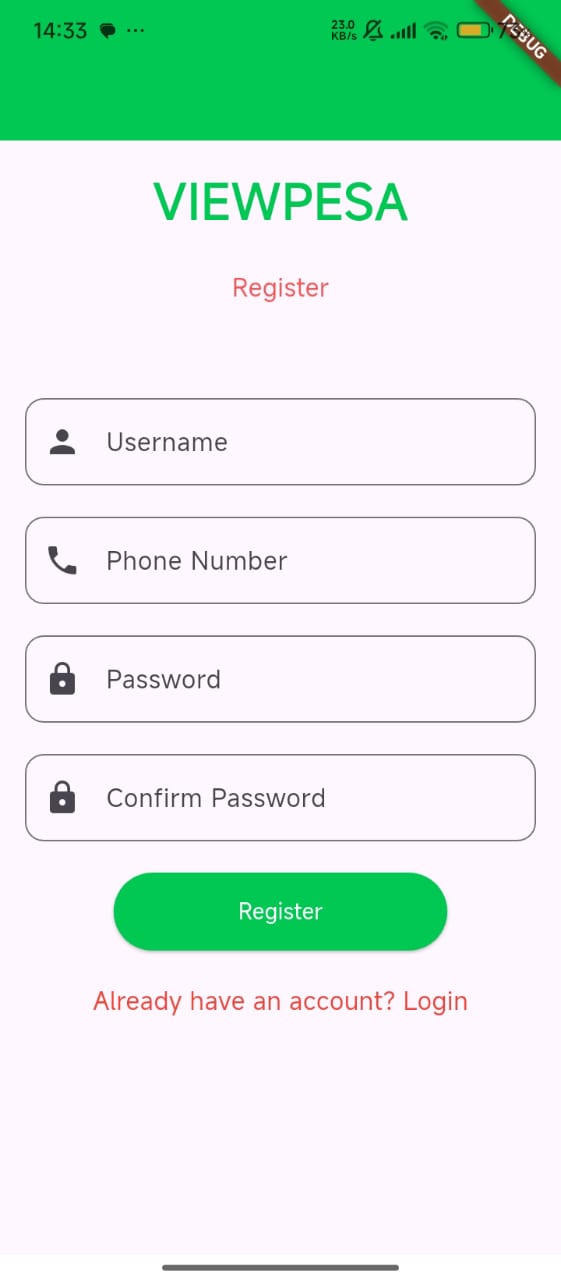 14:33 ...
23.0
KB/s
DEBUG
VIEWPESA
Register
Username
Phone Number
Password
Confirm Password
Register
Already have an account? Login